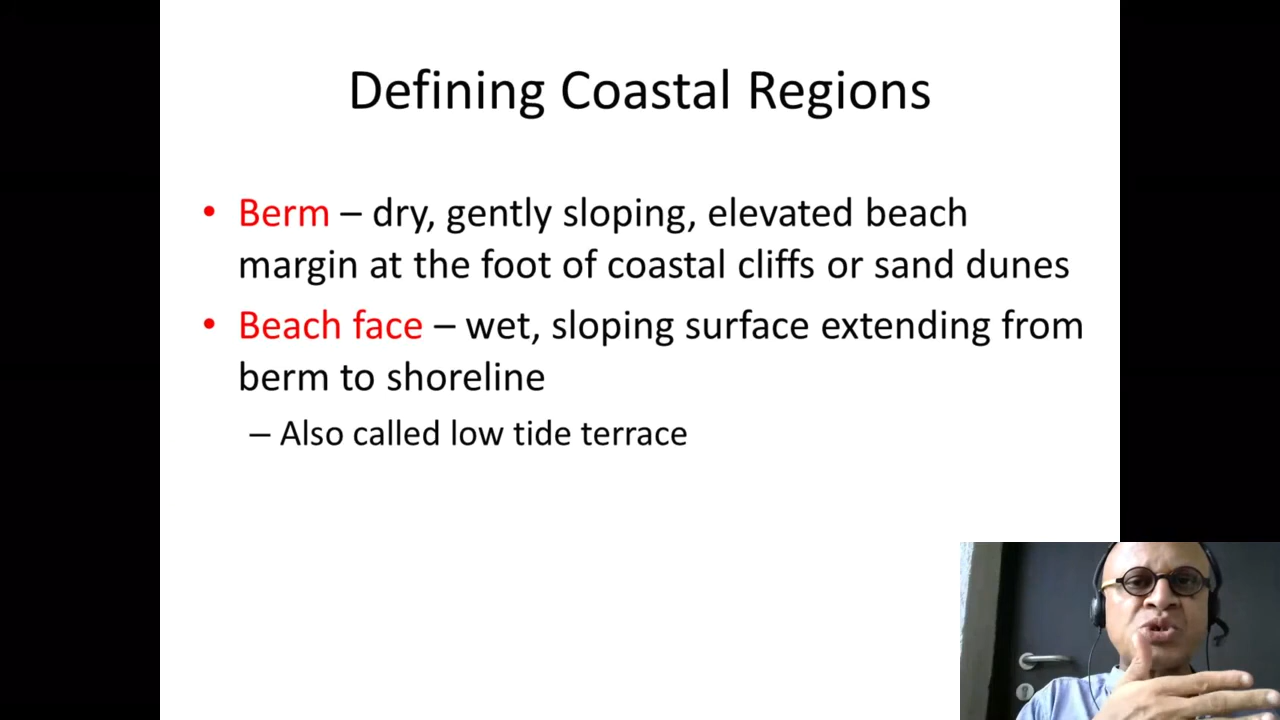 Defining Coastal Regions
• Berm – dry, gently sloping, elevated beach
margin at the foot of coastal cliffs or sand dunes
• Beach face – wet, sloping surface extending from
berm to shoreline
– Also called low tide terrace